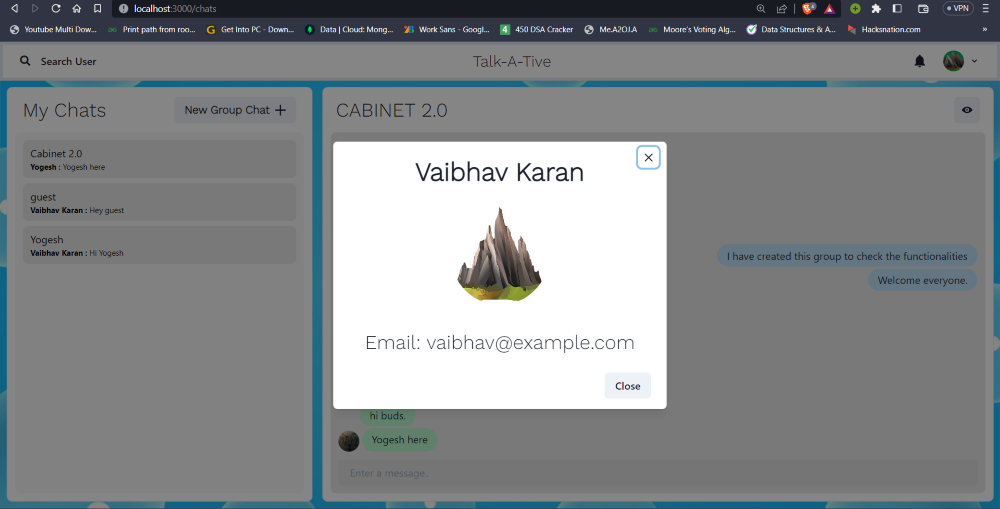 localhost:3000/chats
VPN
Youtube Multi Dow...
Print path from roo...
Get Into PC - Down...
Data | Cloud: Mong...
Work Sans - Googl...
450 DSA Cracker
Me.A2OJ.A
Moore's Voting Alg...
Data Structures & A...
Hacksnation.com
»
Search User
Talk-A-Tive
My Chats
New Group Chat +
Cabinet 2.0
Yogesh : Yogesh here
guest
Vaibhav Karan : Hey guest
Yogesh
Vaibhav Karan : Hi Yogesh
CABINET 2.0
I have created this group to check the functionalities
Welcome everyone.
Vaibhav Karan
Email: vaibhav@example.com
Close
hi buds.
Yogesh here
Enter a message..